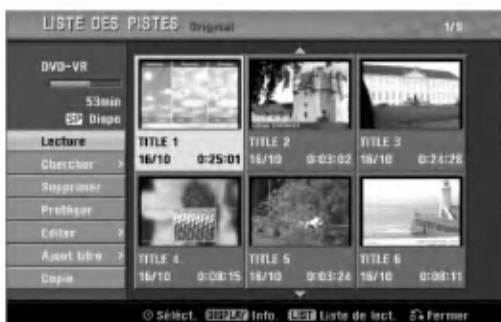 LISTE DES PISTES Original 1/9
DVD-VR
53min
SP Dispo
Lecture
Chercher >
Supprimer
Protéger
Editer >
Ajout titre >
Copie
TITLE 1
16/10 0:25:01
TITLE 2
16/10 0:03:02
TITLE 3
16/10 0:24:28
TITLE 4
16/10 0:08:15
TITLE 5
16/10 0:03:24
TITLE 6
16/10 0:08:11
Séléct. DISPLAY Info. LIST Liste de lect. Fermer